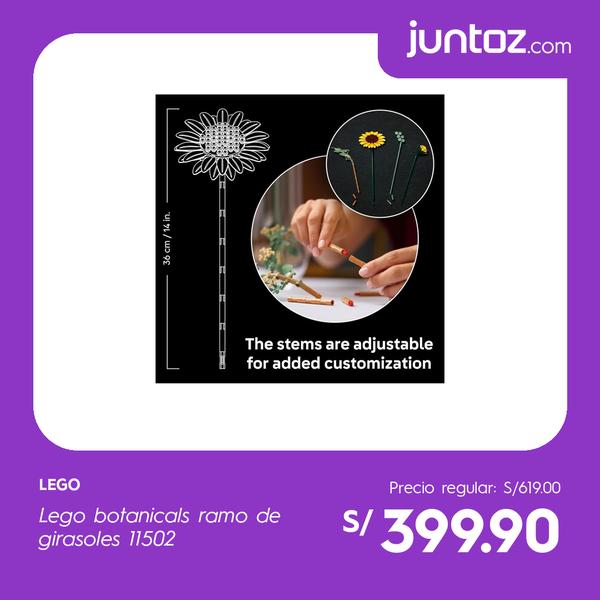 juntoz.com
36 cm / 14 in.
The stems are adjustable
for added customization
LEGO
Lego botanicals ramo de
girasoles 11502
Precio regular: S/619.00
S/ 399.90